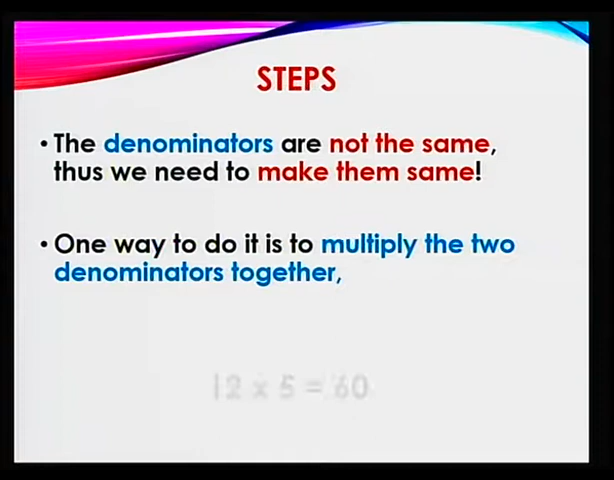 STEPS
• The denominators are not the same,
thus we need to make them same!
• One way to do it is to multiply the two
denominators together,
12 x 5 = 60